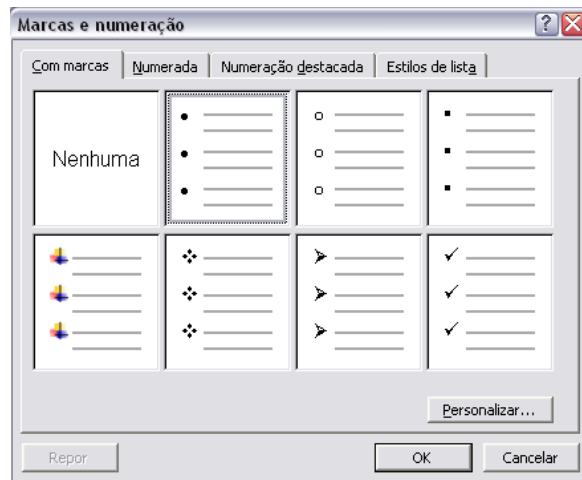 Marcas e numeração
Com marcas
Numerada
Numeração destacada
Estilos de lista
Nenhuma
Personalizar...
Repor
OK
Cancelar